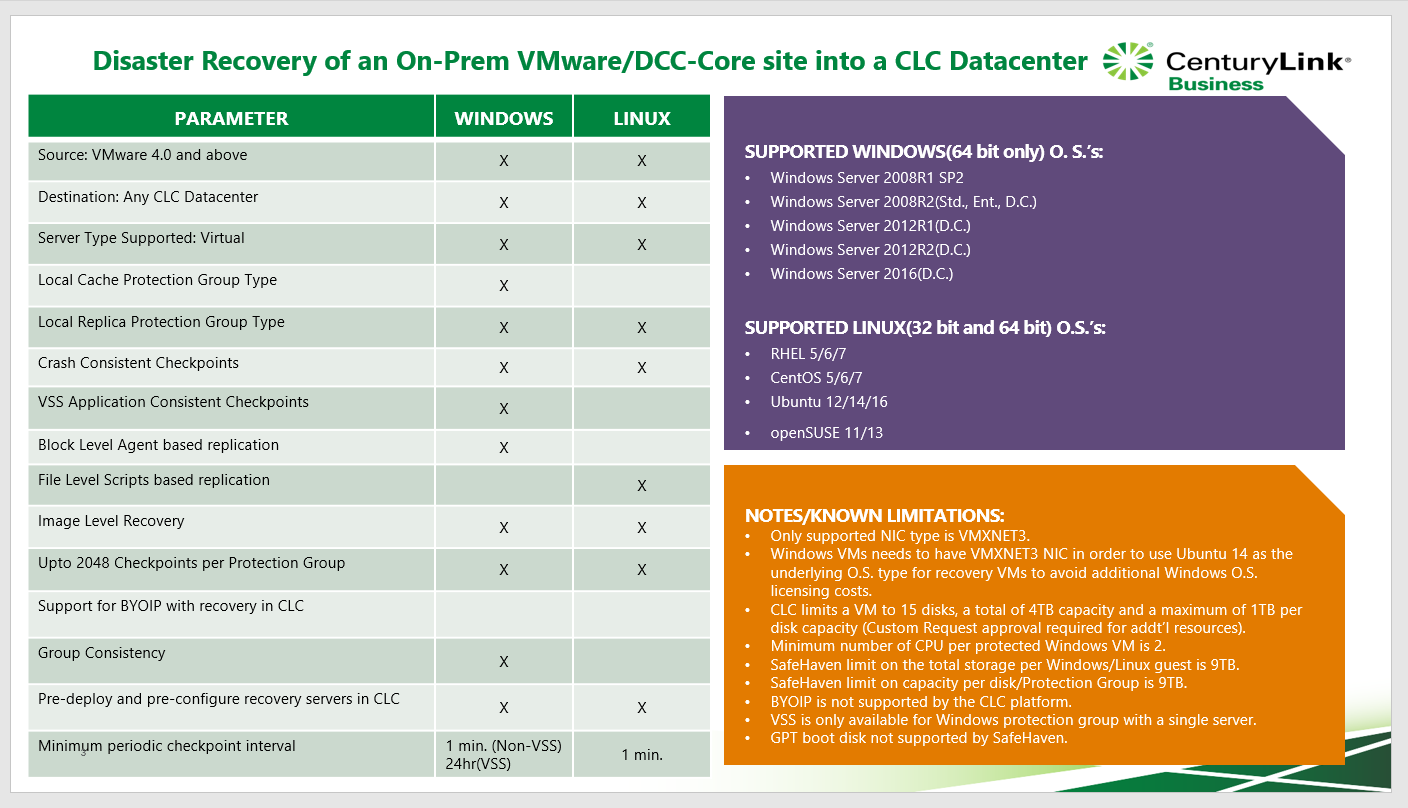 Disaster Recovery of an On-Prem VMware/DCC-Core site into a CLC Datacenter
CenturyLink®
Business
PARAMETER WINDOWS LINUX
Source: VMware 4.0 and above X X
Destination: Any CLC Datacenter X X
Server Type Supported: Virtual X X
Local Cache Protection Group Type X
Local Replica Protection Group Type X X
Crash Consistent Checkpoints X X
VSS Application Consistent Checkpoints X
Block Level Agent based replication X
File Level Scripts based replication X
Image Level Recovery X X
Upto 2048 Checkpoints per Protection Group X X
Support for BYOIP with recovery in CLC
Group Consistency X
Pre-deploy and pre-configure recovery servers in CLC X X
Minimum periodic checkpoint interval 1 min. (Non-VSS) 1 min.
24hr(VSS)
SUPPORTED WINDOWS(64 bit only) O. S.’s:
• Windows Server 2008R1 SP2
• Windows Server 2008R2(Std., Ent., D.C.)
• Windows Server 2012R1(D.C.)
• Windows Server 2012R2(D.C.)
• Windows Server 2016(D.C.)
SUPPORTED LINUX(32 bit and 64 bit) O.S.’s:
• RHEL 5/6/7
• CentOS 5/6/7
• Ubuntu 12/14/16
• openSUSE 11/13
NOTES/KNOWN LIMITATIONS:
• Only supported NIC type is VMXNET3.
• Windows VMs needs to have VMXNET3 NIC in order to use Ubuntu 14 as the
underlying O.S. type for recovery VMs to avoid additional Windows O.S.
licensing costs.
• CLC limits a VM to 15 disks, a total of 4TB capacity and a maximum of 1TB per
disk capacity (Custom Request approval required for addt’l resources).
• Minimum number of CPU per protected Windows VM is 2.
• SafeHaven limit on the total storage per Windows/Linux guest is 9TB.
• SafeHaven limit on capacity per disk/Protection Group is 9TB.
• BYOIP is not supported by the CLC platform.
• VSS is only available for Windows protection group with a single server.
• GPT boot disk not supported by SafeHaven.